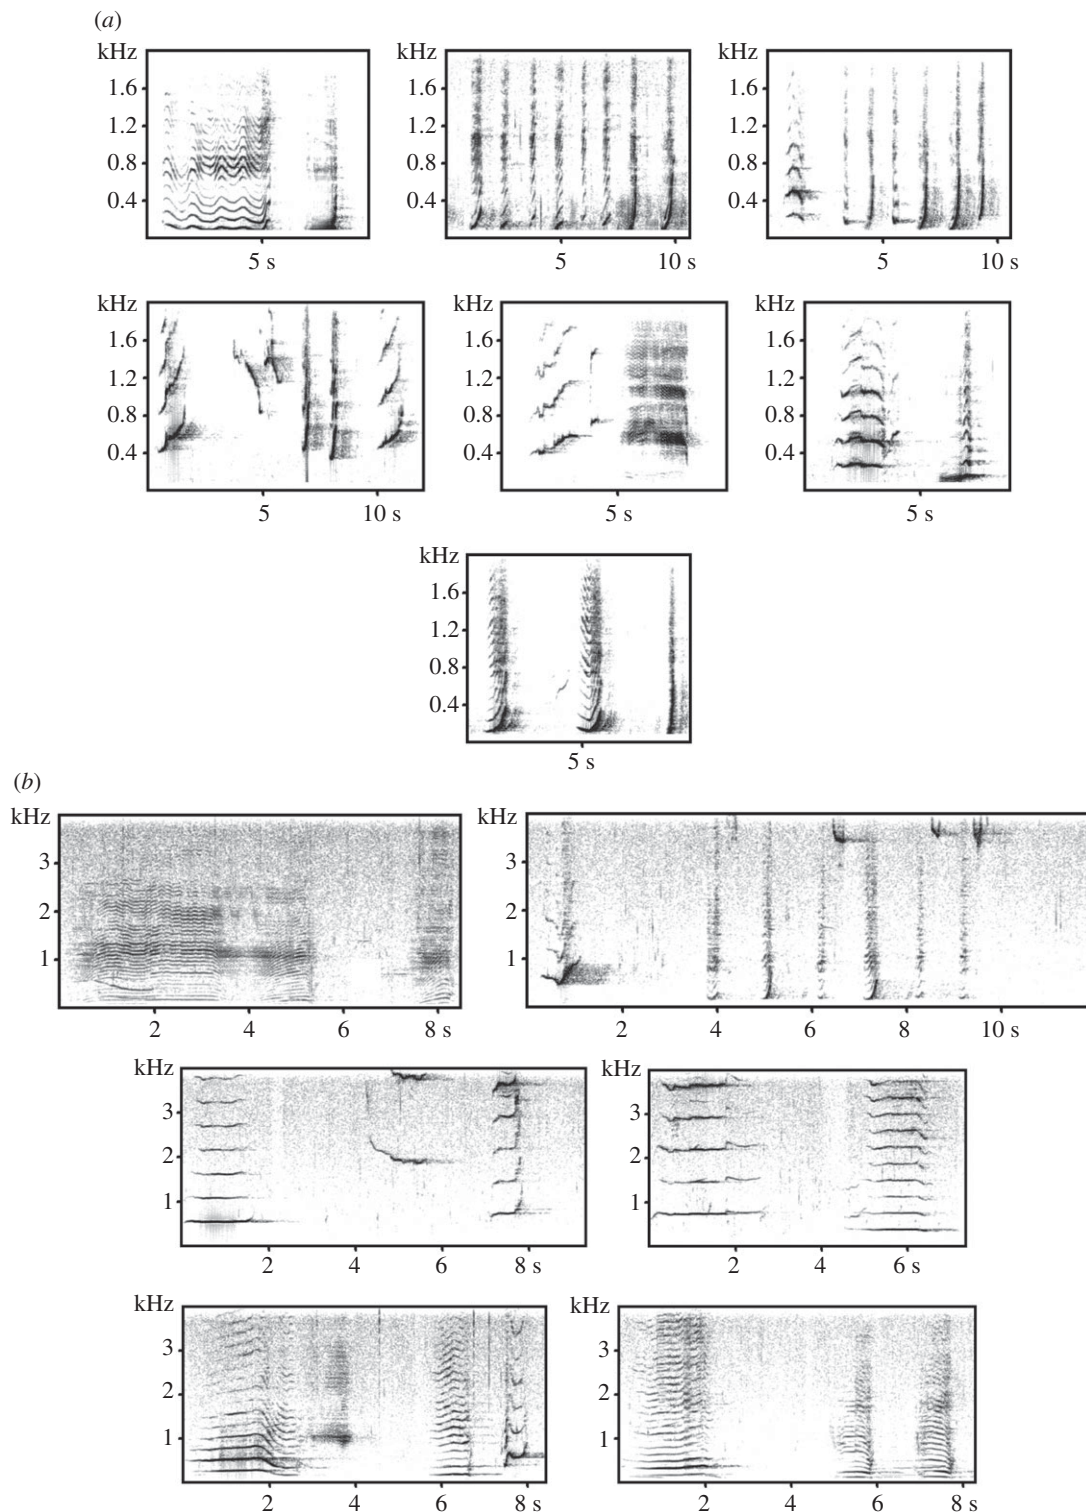 (a)
kHz kHz kHz
1.6 1.6 1.6
1.2 1.2 1.2
0.8 0.8 0.8
0.4 0.4 0.4
5 s 5 10 s 5 10 s
kHz kHz kHz
1.6 1.6 1.6
1.2 1.2 1.2
0.8 0.8 0.8
0.4 0.4 0.4
5 10 s 5 s 5 s
kHz
1.6
1.2
0.8
0.4
5 s
(b)
kHz kHz
3 3
2 2
1 1
2 4 6 8 s 2 4 6 8 10 s
kHz kHz
3 3
2 2
1 1
2 4 6 8 s 2 4 6 s
kHz kHz
3 3
2 2
1 1
2 4 6 8 s 2 4 6 8 s